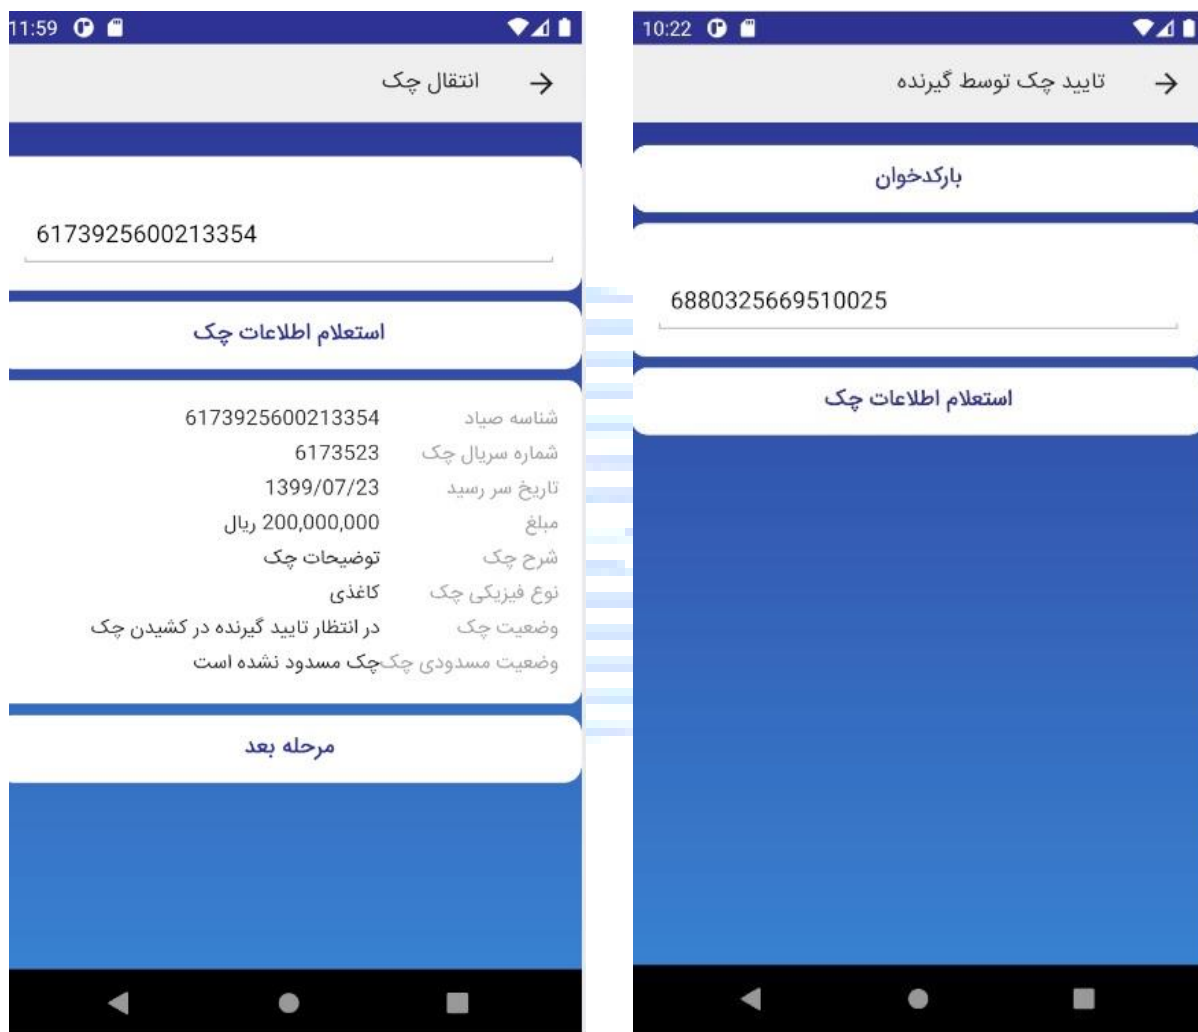 11:59
انتقال چک
6173925600213354
استعلام اطلاعات چک
شناسه صیاد 6173925600213354
شماره سریال چک 6173523
تاریخ سر رسید 1399/07/23
مبلغ 200,000,000 ریال
شرح چک توضیحات چک
نوع فیزیکی چک کاغذی
وضعیت چک در انتظار تایید گیرنده در کشیدن چک
وضعیت مسدودی چک چک مسدود نشده است
مرحله بعد
10:22
تایید چک توسط گیرنده
بارکدخوان
6880325669510025
استعلام اطلاعات چک